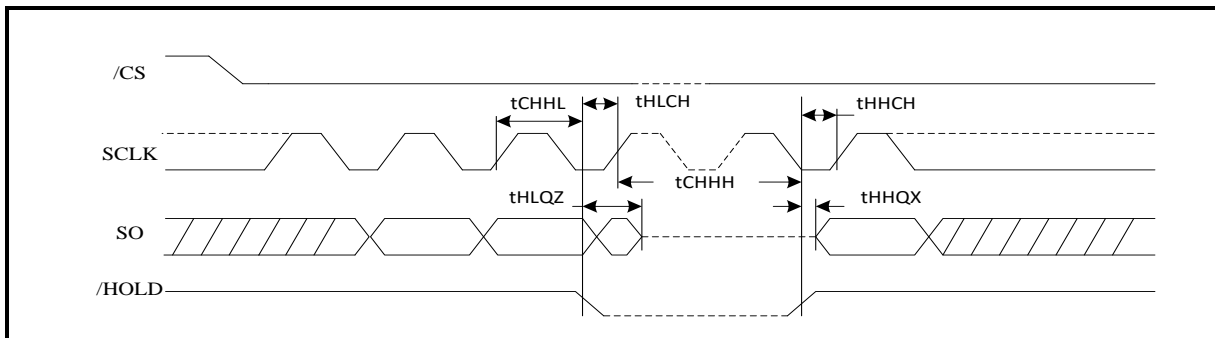 /CS
tCHHL
tHLCH
tHHCH
SCLK
tCHHH
tHLQZ
tHHQX
SO
/HOLD